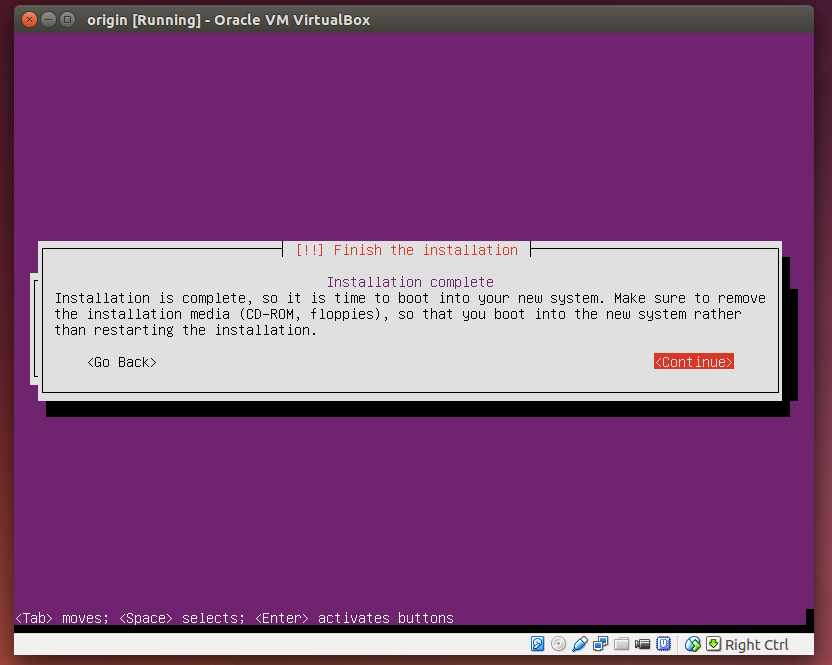 origin [Running] - Oracle VM VirtualBox
[!!] Finish the installation
Installation complete
Installation is complete, so it is time to boot into your new system. Make sure to remove
the installation media (CD-ROM, floppies), so that you boot into the new system rather
than restarting the installation.
<Go Back> <Continue>
<Tab> moves; <Space> selects; <Enter> activates buttons
Right Ctrl